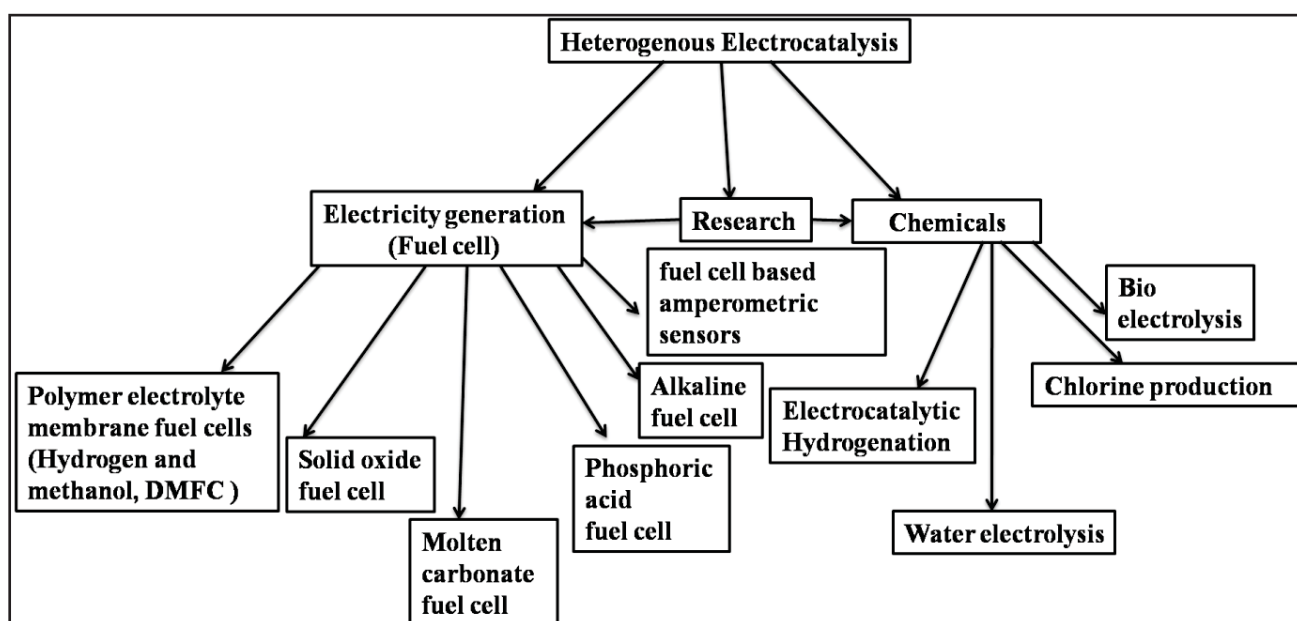 Heterogenous Electrocatalysis
Electricity generation
(Fuel cell)
Research
Chemicals
fuel cell based
amperometric
sensors
Bio
electrolysis
Polymer electrolyte
membrane fuel cells
(Hydrogen and
methanol, DMFC )
Solid oxide
fuel cell
Molten
carbonate
fuel cell
Phosphoric
acid
fuel cell
Alkaline
fuel cell
Electrocatalytic
Hydrogenation
Water electrolysis
Chlorine production